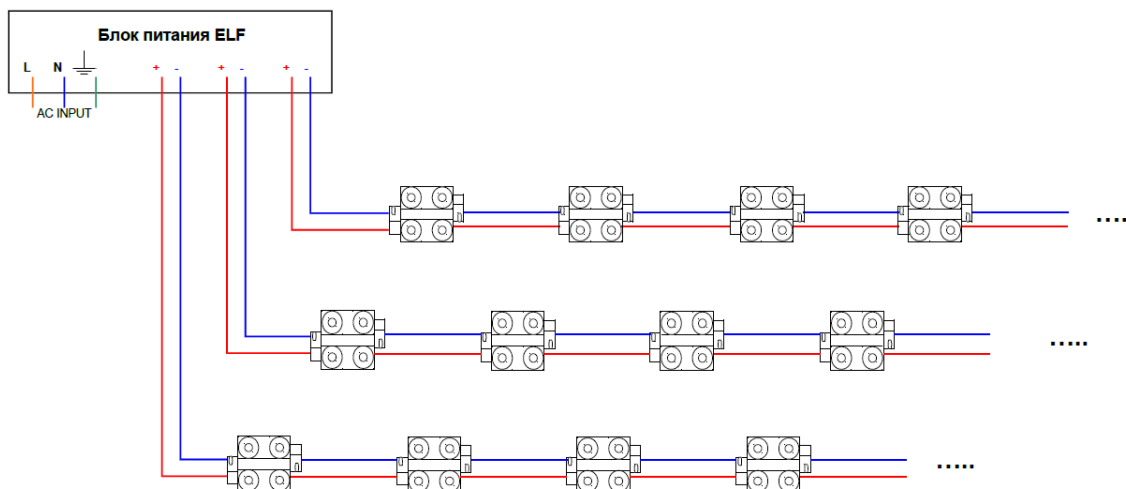 Блок питания ELF
L N + - + - + -
AC INPUT
.....
.....
.....